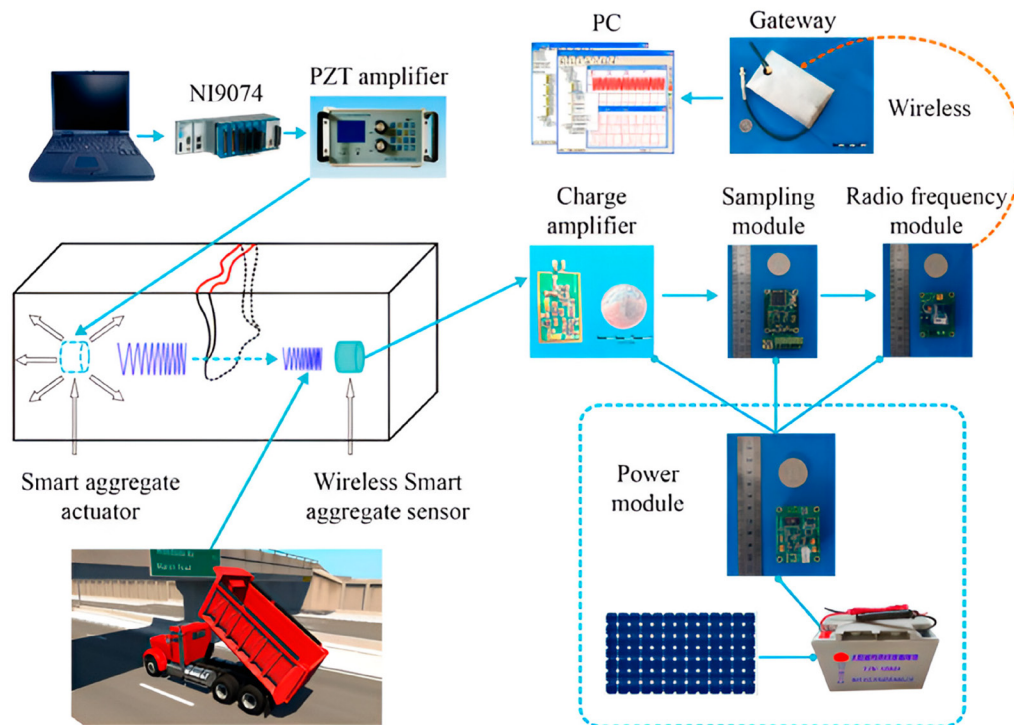 PC
Gateway
NI9074
PZT amplifier
Wireless
Charge
amplifier
Sampling
module
Radio frequency
module
Smart aggregate
actuator
Wireless Smart
aggregate sensor
Power
module